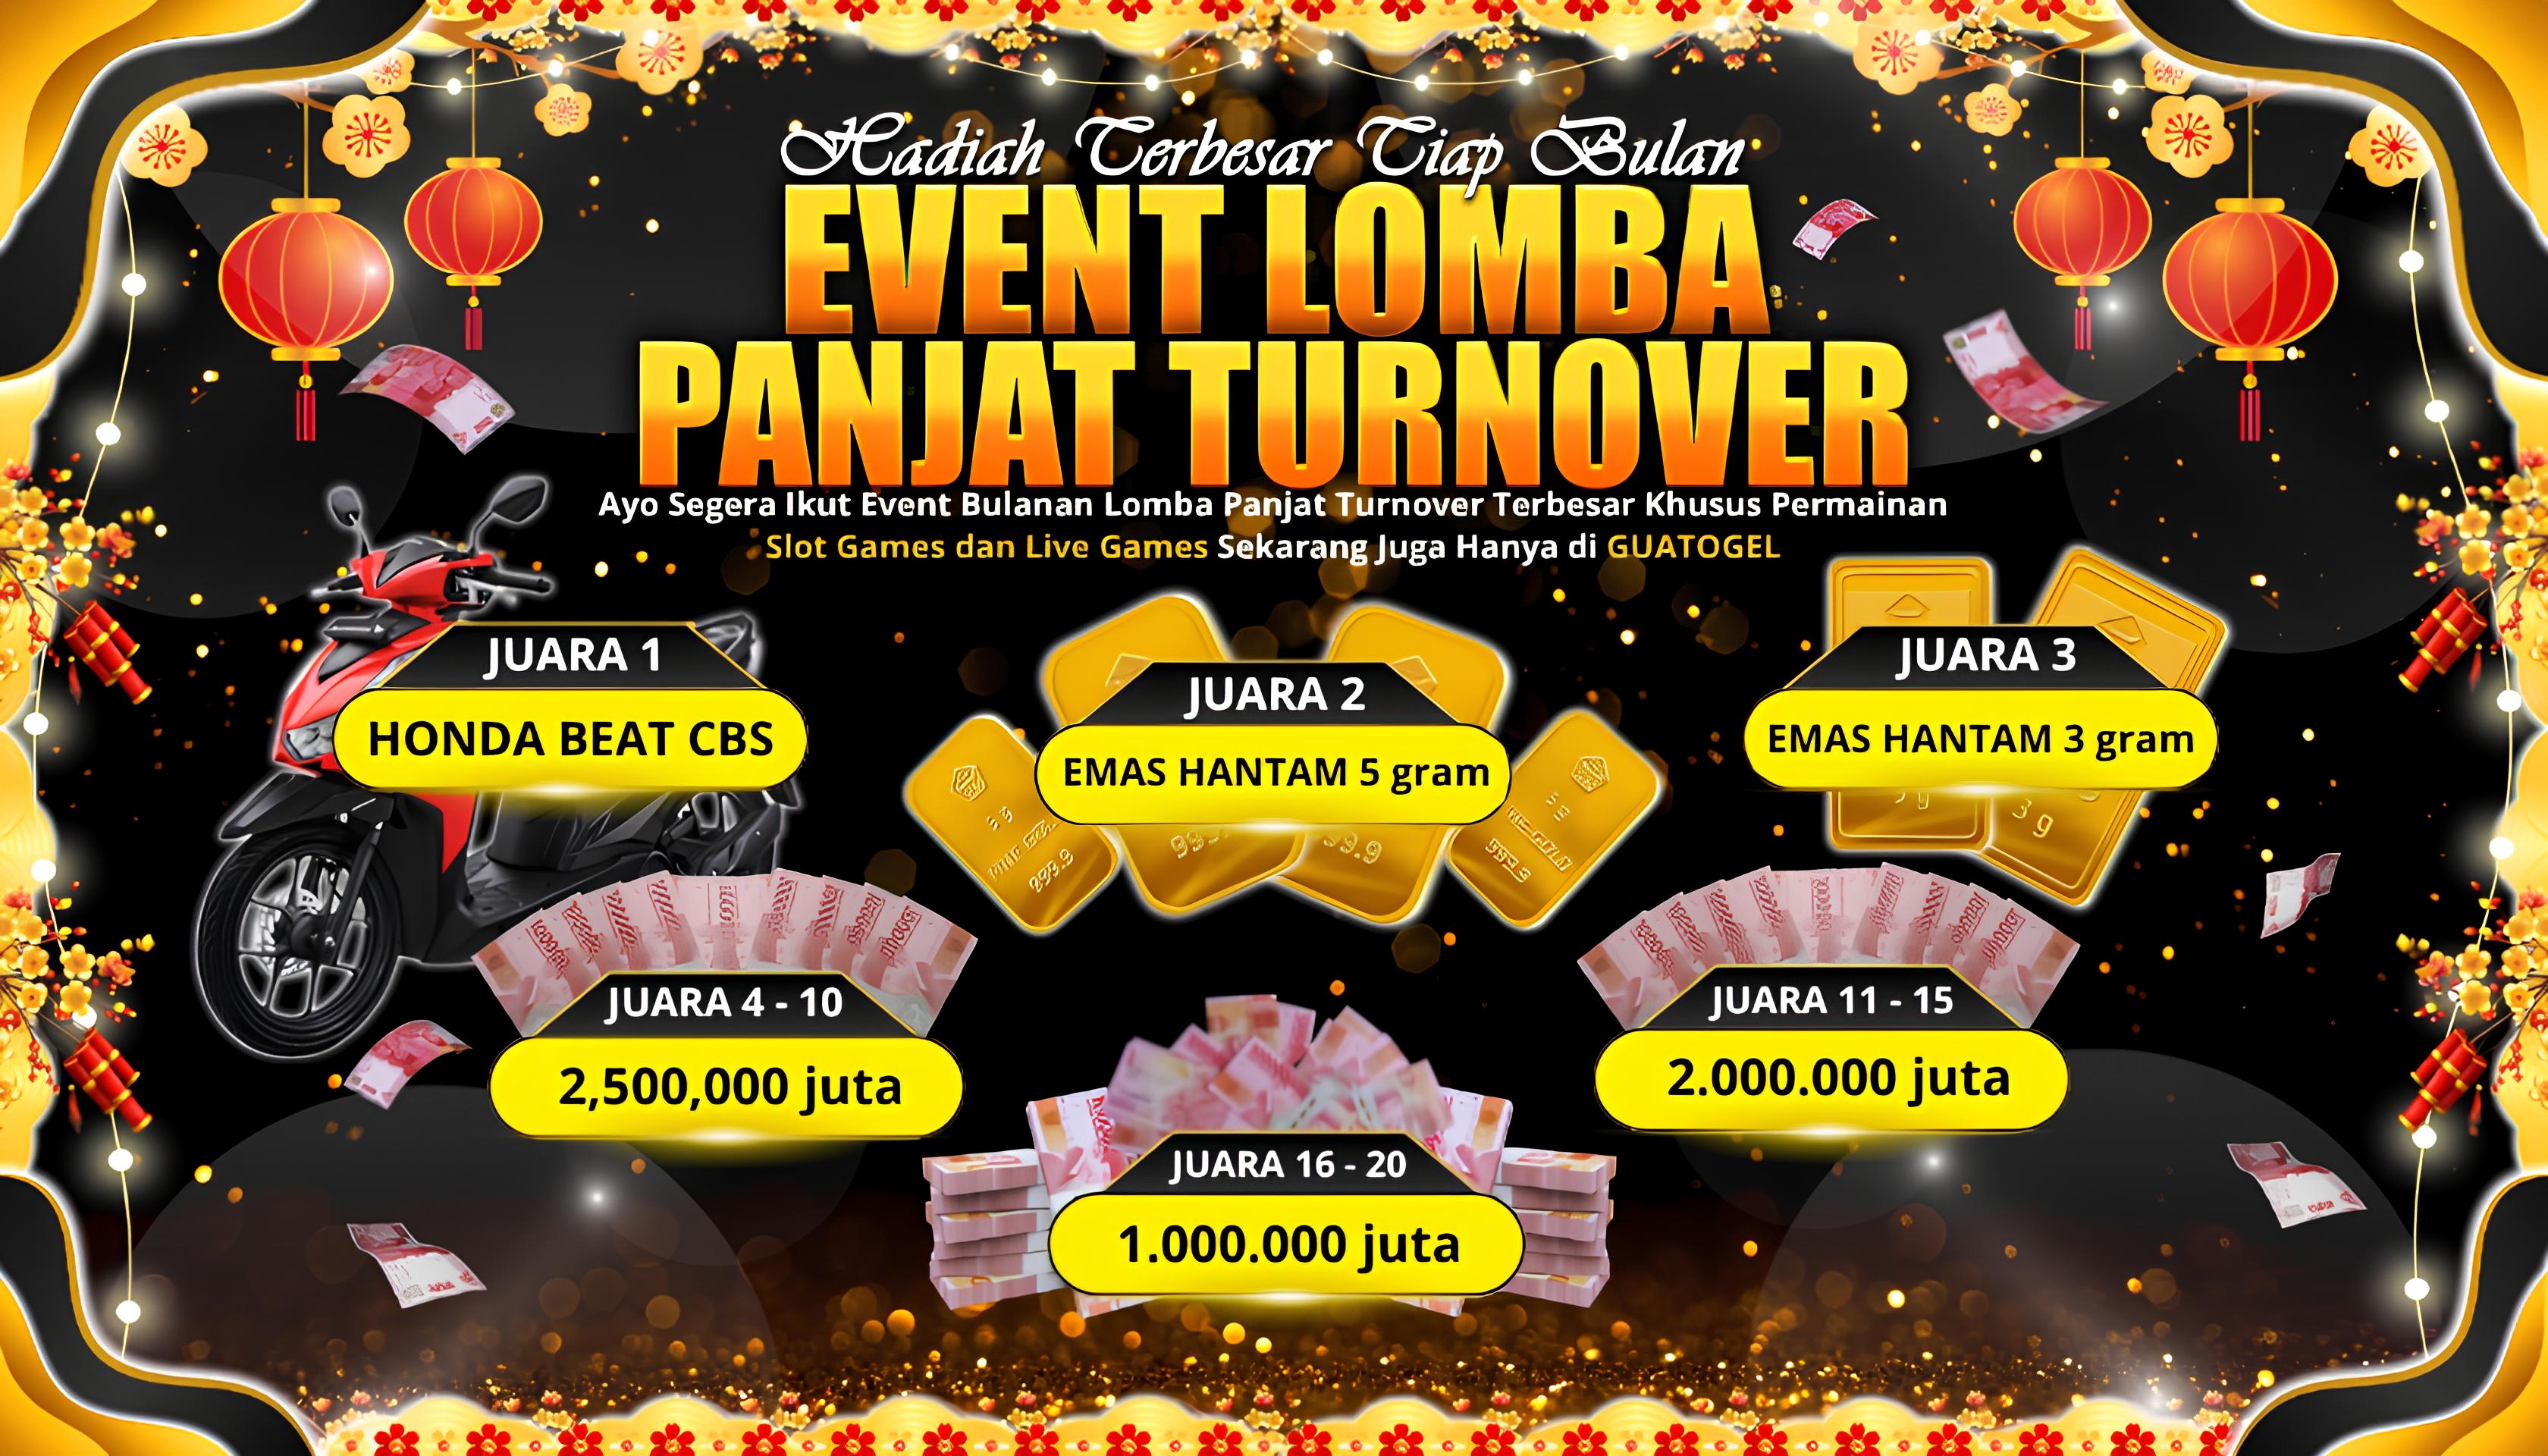 Hadiah Terbesar Tiap Bulan
EVENT LOMBA
PANJAT TURNOVER
Ayo Segera Ikut Event Bulanan Lomba Panjat Turnover Terbesar Khusus Permainan
Slot Games dan Live Games Sekarang Juga Hanya di GUATOGEL
JUARA 1
HONDA BEAT CBS
JUARA 2
EMAS HANTAM 5 gram
JUARA 3
EMAS HANTAM 3 gram
3 g
JUARA 4 - 10
2,500,000 juta
JUARA 11 - 15
2.000.000 juta
JUARA 16 - 20
1.000.000 juta